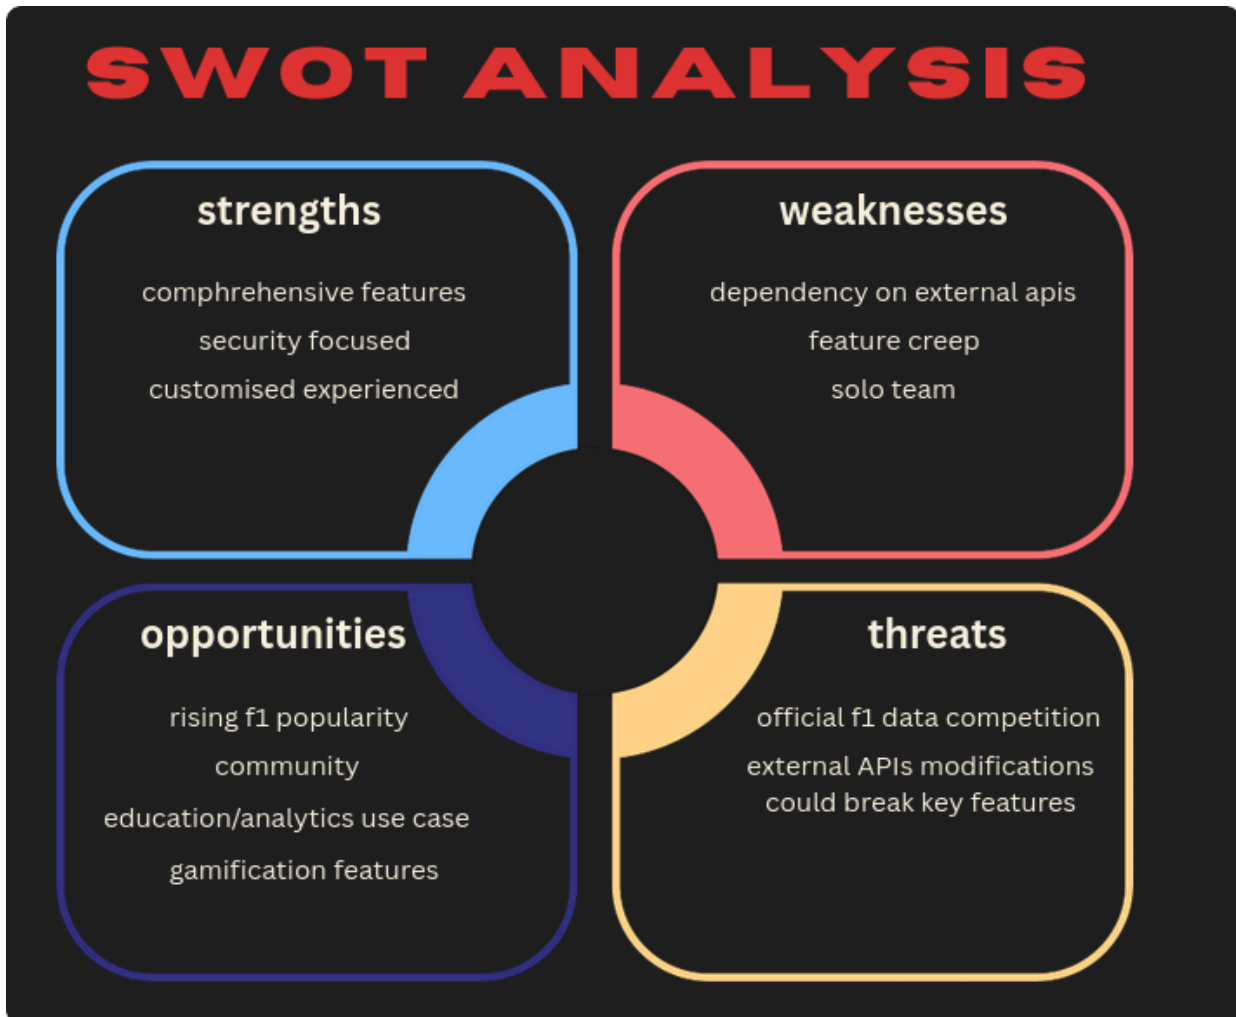 SWOT ANALYSIS
strengths
comphrehensive features
security focused
customised experienced
weaknesses
dependency on external apis
feature creep
solo team
opportunities
rising f1 popularity
community
education/analytics use case
gamification features
threats
official f1 data competition
external APIs modifications
could break key features